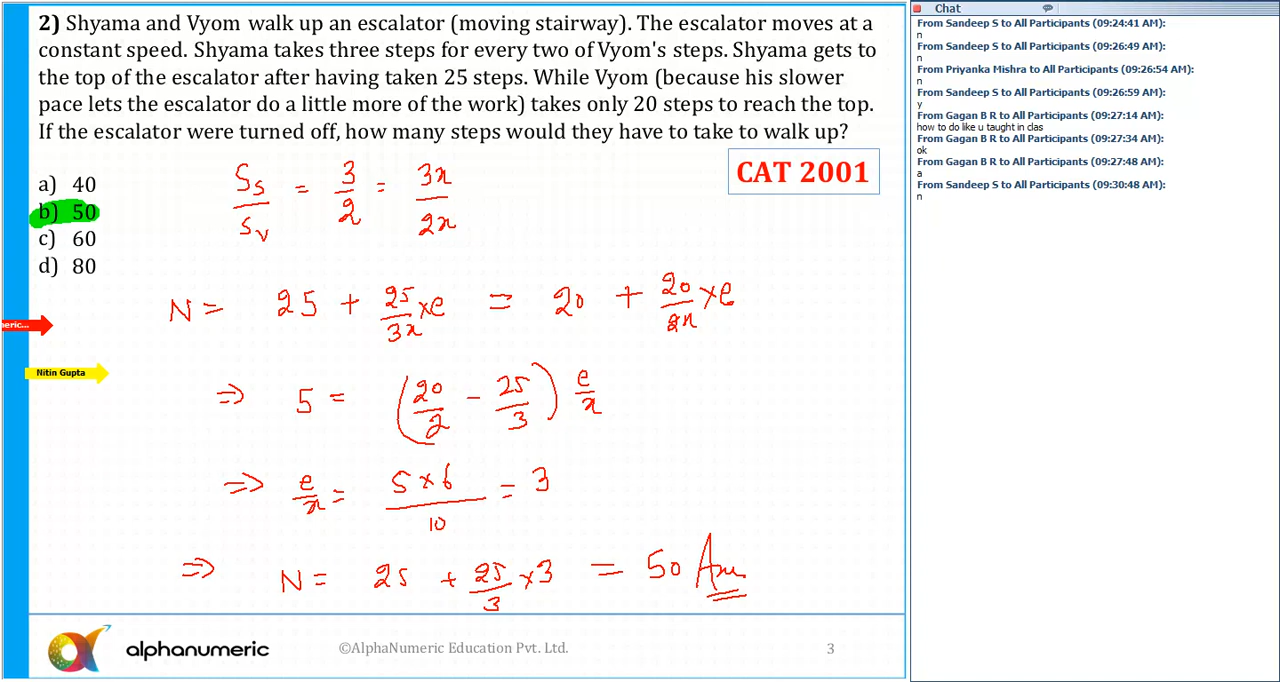 2) Shyama and Vyom walk up an escalator (moving stairway). The escalator moves at a
constant speed. Shyama takes three steps for every two of Vyom's steps. Shyama gets to
the top of the escalator after having taken 25 steps. While Vyom (because his slower
pace lets the escalator do a little more of the work) takes only 20 steps to reach the top.
If the escalator were turned off, how many steps would they have to take to walk up?
CAT 2001
a) 40
b) 50
c) 60
d) 80
S_S/S_V = 3/2 = 3x/2x
N = 25 + 25/3x × e = 20 + 20/2x × e
⇒ 5 = (20/2 - 25/3) e/x
⇒ e/x = 5 × 6/10 = 3
⇒ N = 25 + 25/3 × 3 = 50 Ans
eric...
Nitin Gupta
alphanumeric
©AlphaNumeric Education Pvt. Ltd.
3
Chat
From Sandeep S to All Participants (09:24:41 AM):
n
From Sandeep S to All Participants (09:26:49 AM):
n
From Priyanka Mishra to All Participants (09:26:54 AM):
n
From Sandeep S to All Participants (09:26:59 AM):
y
From Gagan B R to All Participants (09:27:14 AM):
how to do like u taught in clas
From Gagan B R to All Participants (09:27:34 AM):
ok
From Gagan B R to All Participants (09:27:48 AM):
a
From Sandeep S to All Participants (09:30:48 AM):
n